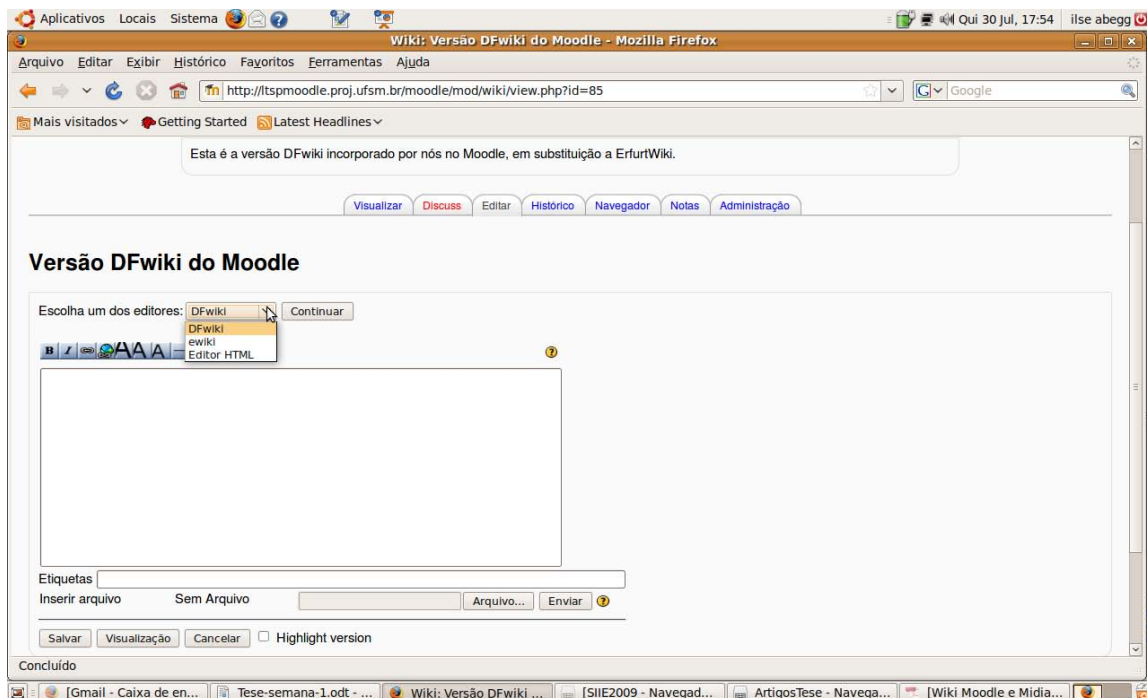 Aplicativos Locais Sistema Qui 30 Jul, 17:54 ilse abegg
Wiki: Versão DFwiki do Moodle - Mozilla Firefox
Arquivo Editar Exibir Histórico Favoritos Ferramentas Ajuda
http://ltspmoodle.proj.ufsm.br/moodle/mod/wiki/view.php?id=85 Google
Mais visitados Getting Started Latest Headlines
Esta é a versão DFwiki incorporado por nós no Moodle, em substituição a ErfurtWiki.
Visualizar Discuss Editar Histórico Navegador Notas Administração
Versão DFwiki do Moodle
Escolha um dos editores: DFwiki Continuar
DFwiki
ewiki
Editor HTML
B I A A A
Etiquetas
Inserir arquivo Sem Arquivo Arquivo... Enviar
Salvar Visualização Cancelar Highlight version
Concluído
[Gmail - Caixa de en... Tese-semana-1.odt - ... Wiki: Versão DFwiki ... [SIIE2009 - Navegad... ArtigosTese - Navega... [Wiki Moodle e Midia...